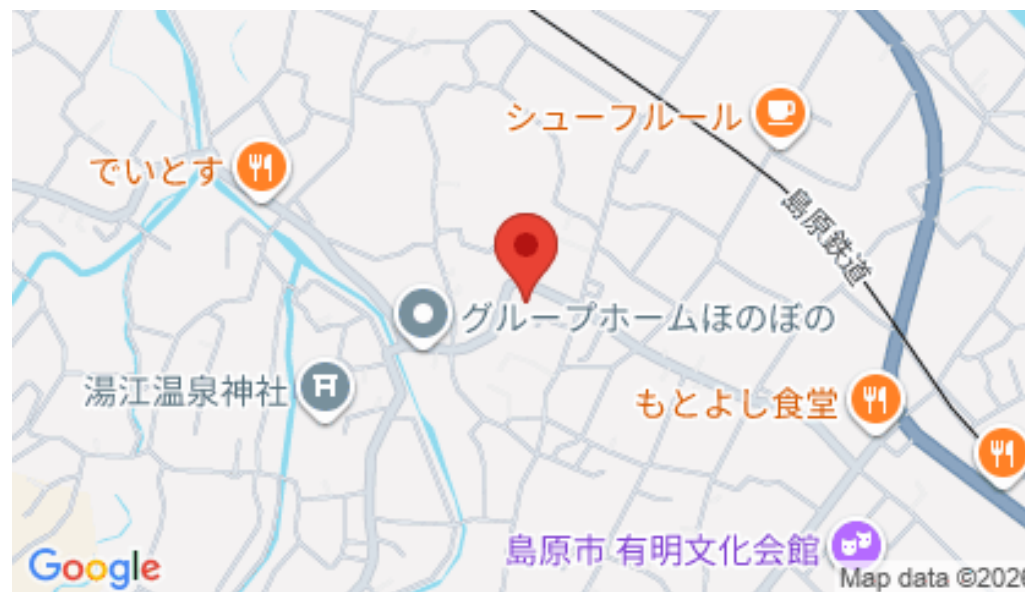 シューフルール
でいとす
島原鉄道
グループホームほのぼの
湯江温泉神社
もとよし食堂
島原市 有明文化会館
Google
Map data ©2026